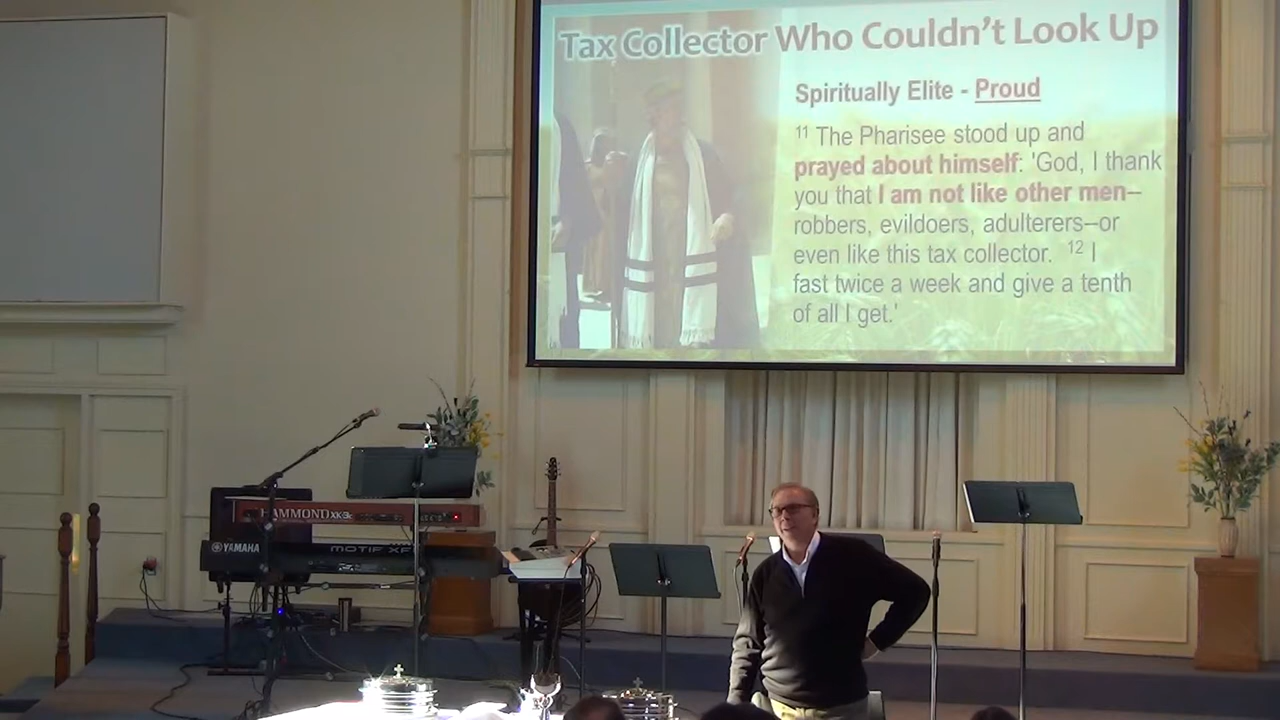 Tax Collector Who Couldn't Look Up
Spiritually Elite - Proud
11 The Pharisee stood up and
prayed about himself: 'God, I thank
you that I am not like other men–
robbers, evildoers, adulterers–or
even like this tax collector. 12 I
fast twice a week and give a tenth
of all I get.'
HAMMOND XK-3c
YAMAHA
MOTIF XF